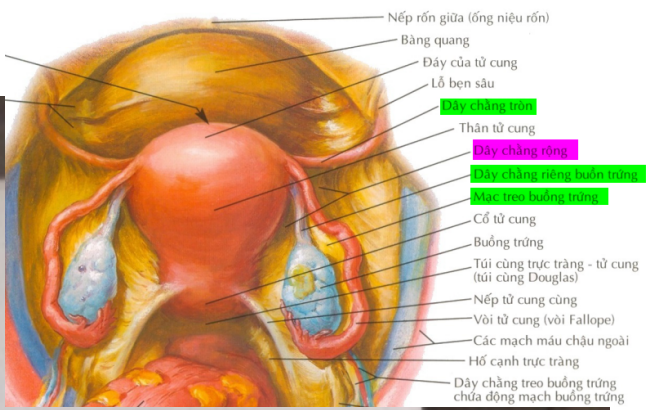 Nếp rốn giữa (ống niệu rốn)
Bàng quang
Đáy của tử cung
Lỗ bẹn sâu
Dây chằng tròn
Thân tử cung
Dây chằng rộng
Dây chằng riêng buồn trứng
Mạc treo buồng trứng
Cổ tử cung
Buồng trứng
Túi cùng trực tràng - tử cung
(túi cùng Douglas)
Nếp tử cung cùng
Vòi tử cung (vòi Fallope)
Các mạch máu chậu ngoài
Hố cạnh trực tràng
Dây chằng treo buồng trứng
chứa động mạch buồng trứng